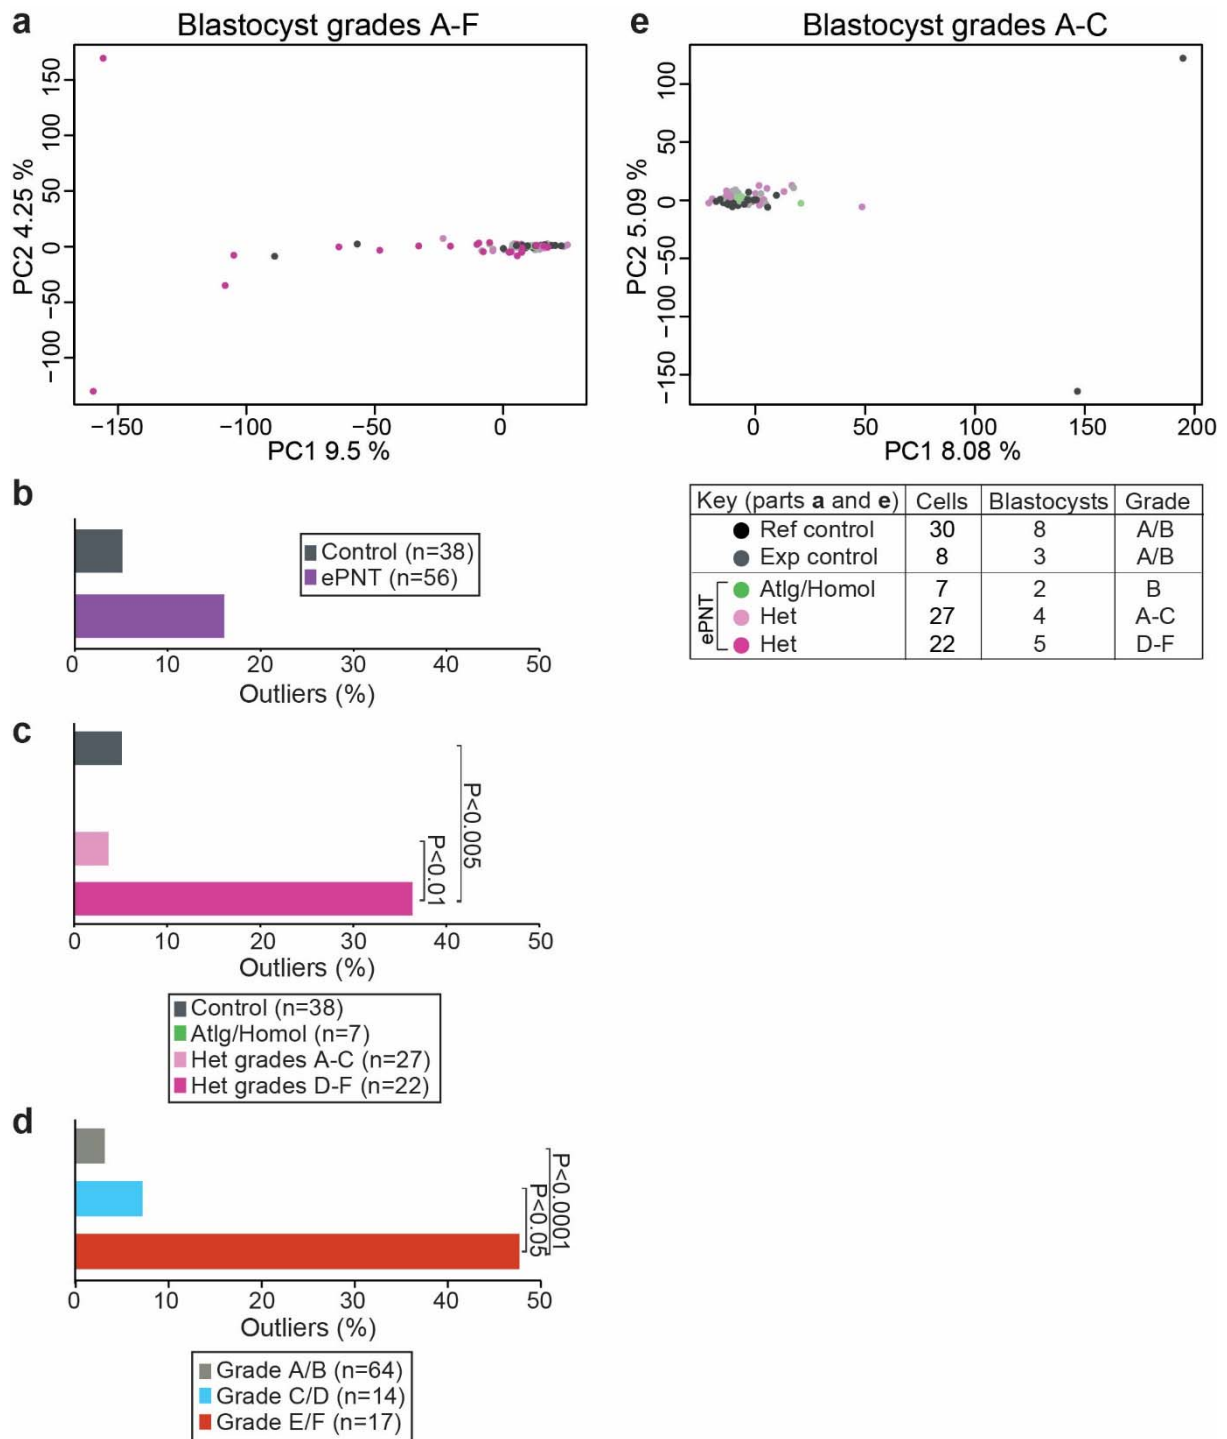 a
Blastocyst grades A-F
PC2 4.25 %
150
100
50
0
−50
−100
−150 −100 −50 0
PC1 9.5 %
e
Blastocyst grades A-C
PC2 5.09 %
100
50
0
−50
−100
−150
0 50 100 150 200
PC1 8.08 %
Key (parts a and e) Cells Blastocysts Grade
Ref control 30 8 A/B
Exp control 8 3 A/B
ePNT
Atlg/Homol 7 2 B
Het 27 4 A-C
Het 22 5 D-F
b
Control (n=38)
ePNT (n=56)
0 10 20 30 40 50
Outliers (%)
c
P<0.005
P<0.01
0 10 20 30 40 50
Outliers (%)
Control (n=38)
Atlg/Homol (n=7)
Het grades A-C (n=27)
Het grades D-F (n=22)
d
P<0.0001
P<0.05
0 10 20 30 40 50
Outliers (%)
Grade A/B (n=64)
Grade C/D (n=14)
Grade E/F (n=17)